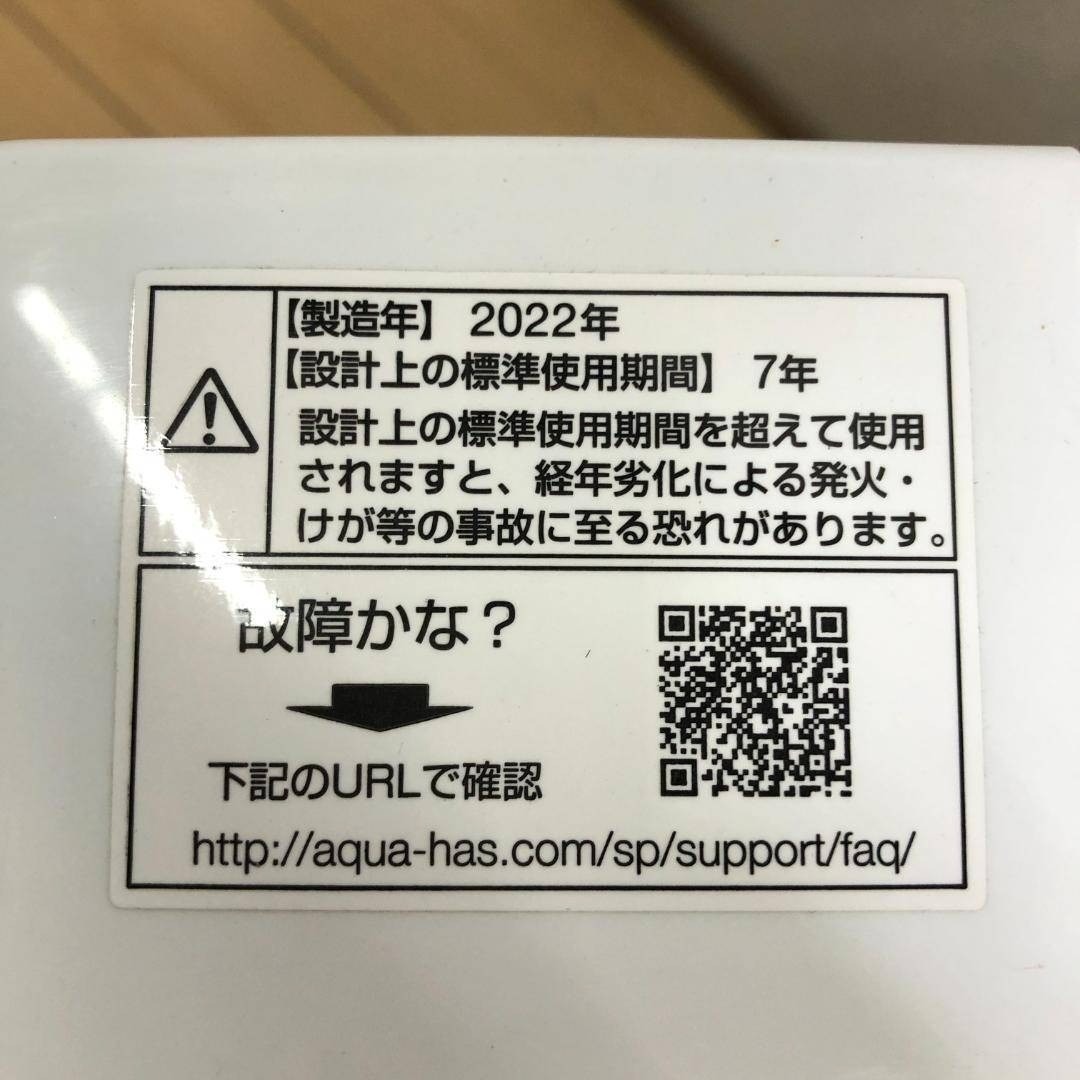 【製造年】 2022年
【設計上の標準使用期間】 7年
設計上の標準使用期間を超えて使用
されますと、経年劣化による発火・
けが等の事故に至る恐れがあります。
故障かな？
下記のURLで確認
http://aqua-has.com/sp/support/faq/